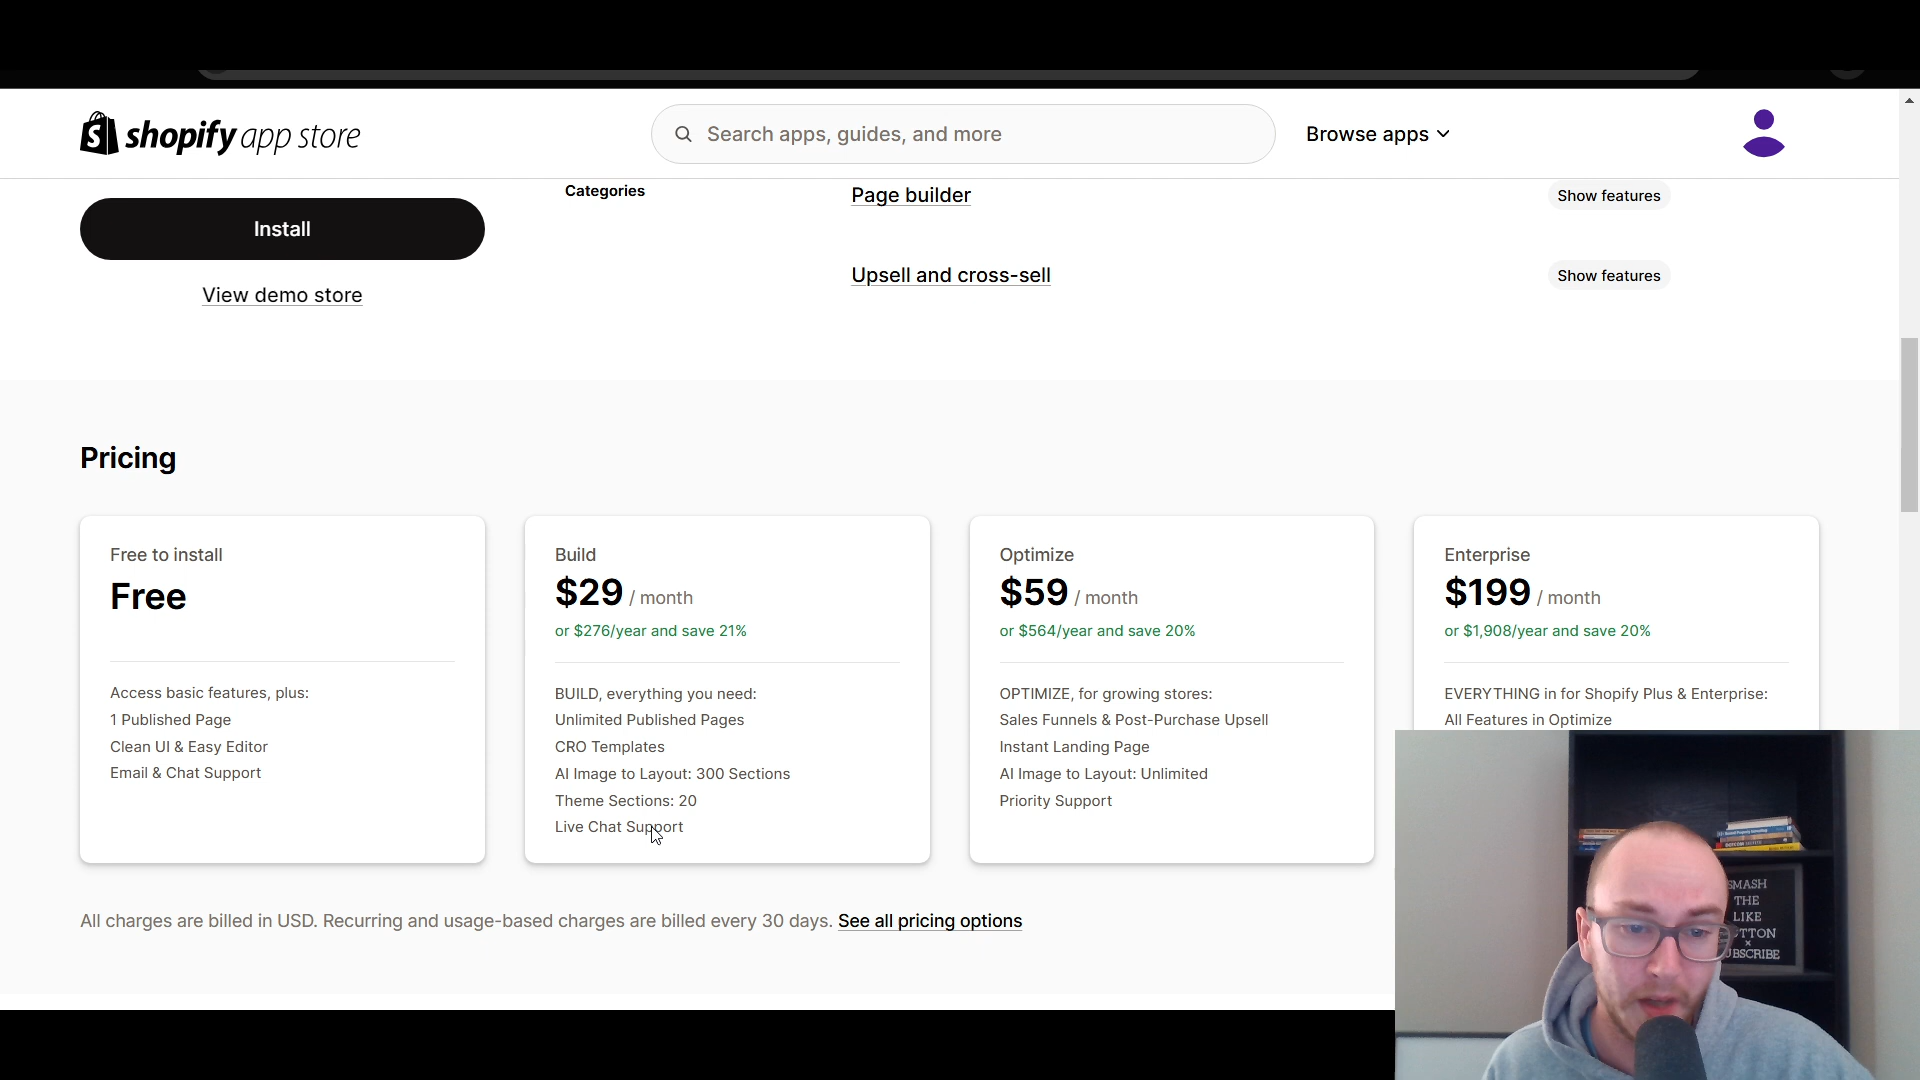 shopify app store
Search apps, guides, and more
Browse apps
Install
View demo store
Categories
Page builder
Show features
Upsell and cross-sell
Show features
Pricing
Free to install
Free
Access basic features, plus:
1 Published Page
Clean UI & Easy Editor
Email & Chat Support
Build
$29 / month
or $276/year and save 21%
BUILD, everything you need:
Unlimited Published Pages
CRO Templates
AI Image to Layout: 300 Sections
Theme Sections: 20
Live Chat Support
Optimize
$59 / month
or $564/year and save 20%
OPTIMIZE, for growing stores:
Sales Funnels & Post-Purchase Upsell
Instant Landing Page
AI Image to Layout: Unlimited
Priority Support
Enterprise
$199 / month
or $1,908/year and save 20%
EVERYTHING in for Shopify Plus & Enterprise:
All Features in Optimize
All charges are billed in USD. Recurring and usage-based charges are billed every 30 days. See all pricing options
SMASH
THE
LIKE
×